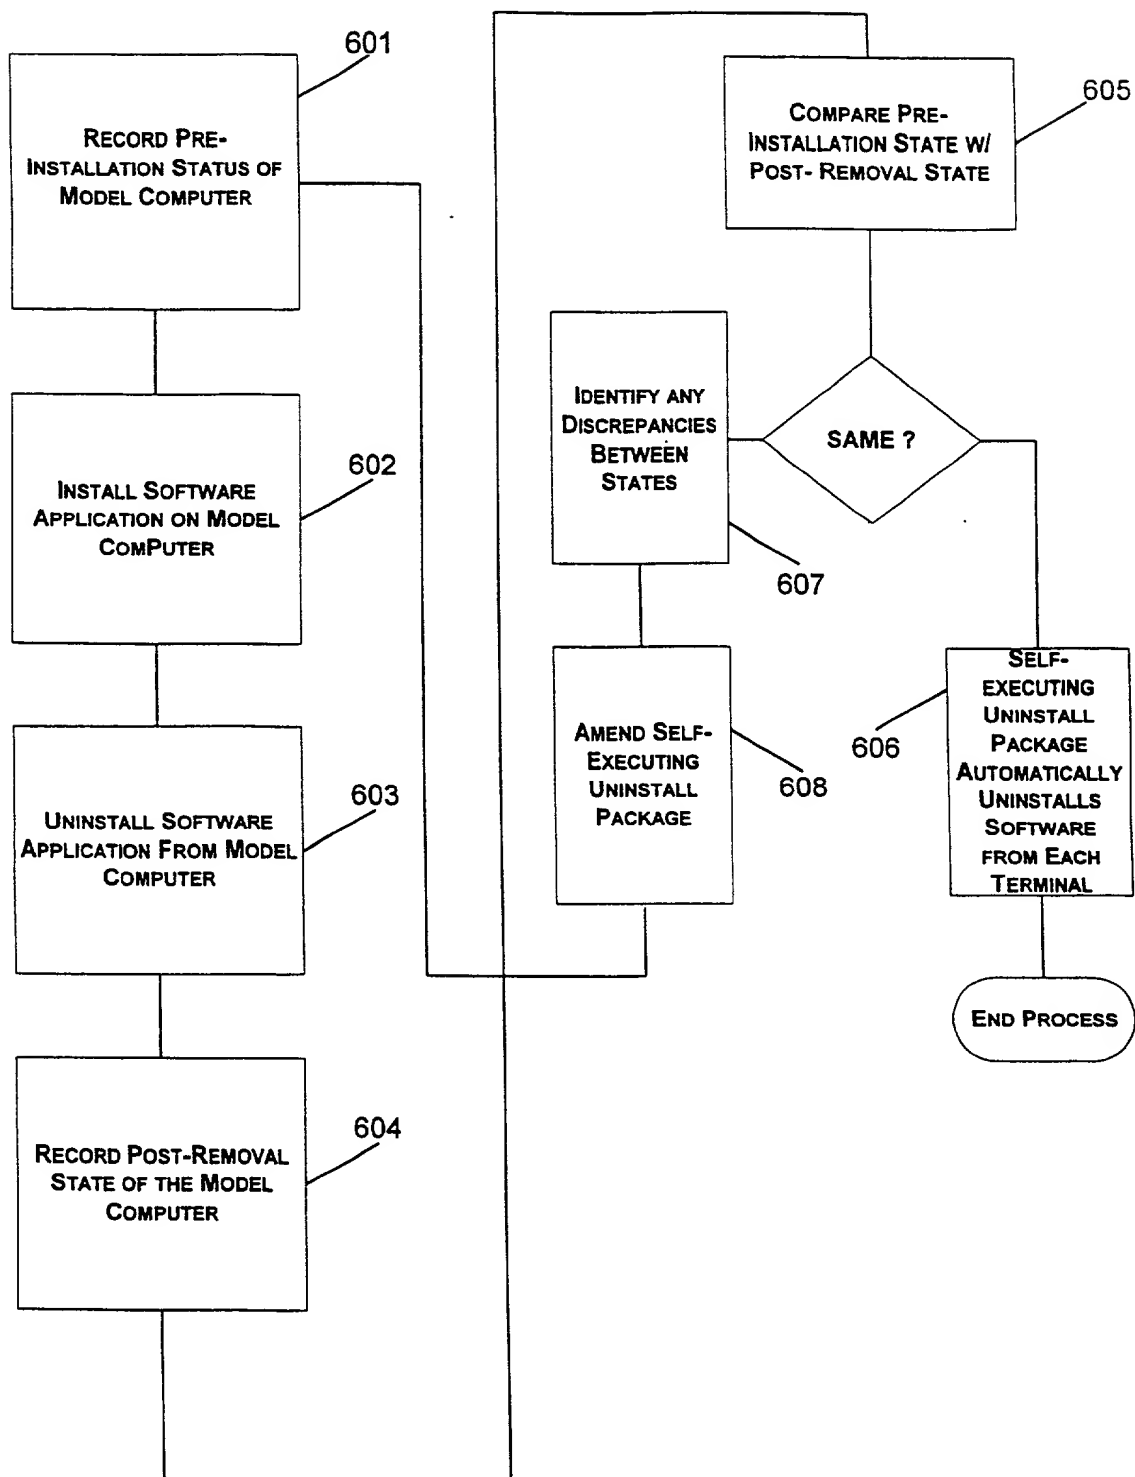 601
RECORD PRE-
INSTALLATION STATUS OF
MODEL COMPUTER
602
INSTALL SOFTWARE
APPLICATION ON MODEL
COMPUTER
603
UNINSTALL SOFTWARE
APPLICATION FROM MODEL
COMPUTER
604
RECORD POST-REMOVAL
STATE OF THE MODEL
COMPUTER
605
COMPARE PRE-
INSTALLATION STATE W/
POST- REMOVAL STATE
SAME ?
IDENTIFY ANY
DISCREPANCIES
BETWEEN
STATES
607
AMEND SELF-
EXECUTING
UNINSTALL
PACKAGE
608
606
SELF-
EXECUTING
UNINSTALL
PACKAGE
AUTOMATICALLY
UNINSTALLS
SOFTWARE
FROM EACH
TERMINAL
END PROCESS